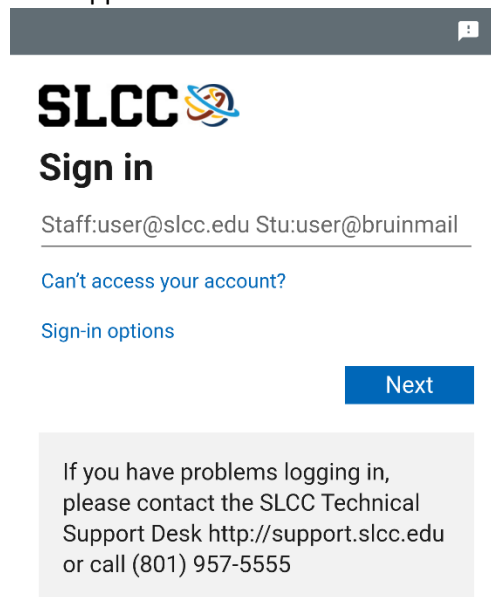 SLCC
Sign in
Staff:user@slcc.edu Stu:user@bruinmail
Can't access your account?
Sign-in options
Next
If you have problems logging in,
please contact the SLCC Technical
Support Desk http://support.slcc.edu
or call (801) 957-5555